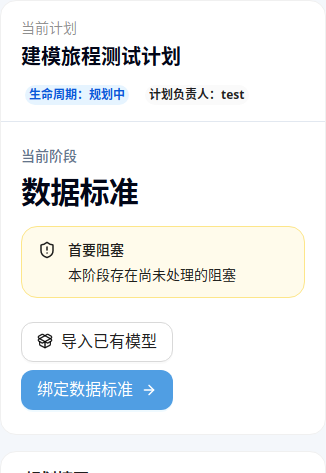 当前计划
建模旅程测试计划
生命周期：规划中 计划负责人：test
当前阶段
数据标准
首要阻塞
本阶段存在尚未处理的阻塞
导入已有模型
绑定数据标准 →